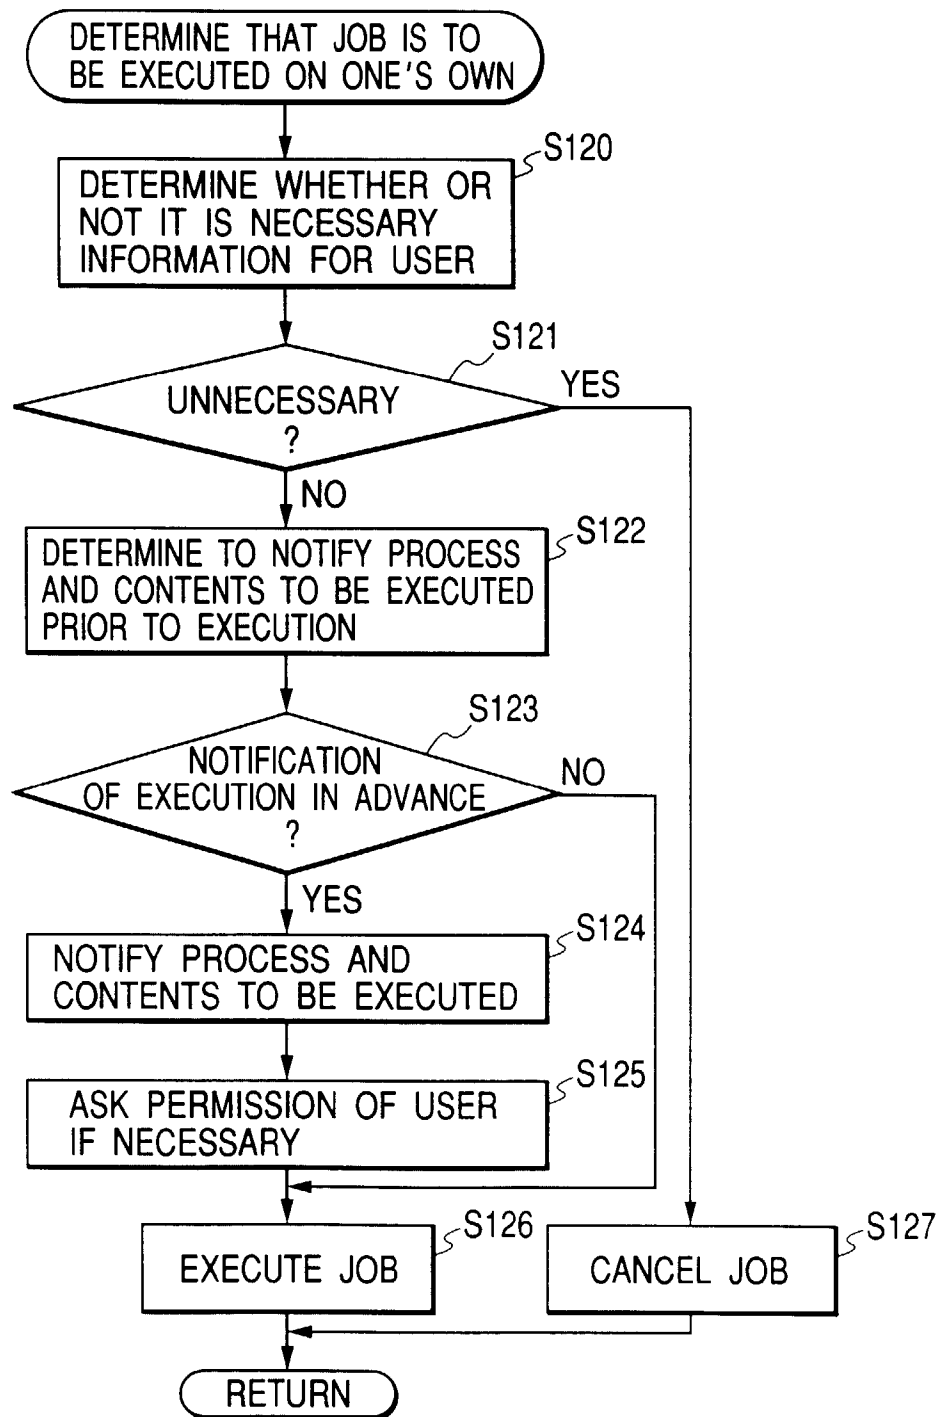 DETERMINE THAT JOB IS TO
BE EXECUTED ON ONE'S OWN
S120
DETERMINE WHETHER OR
NOT IT IS NECESSARY
INFORMATION FOR USER
S121
UNNECESSARY
?
YES
NO
S122
DETERMINE TO NOTIFY PROCESS
AND CONTENTS TO BE EXECUTED
PRIOR TO EXECUTION
S123
NOTIFICATION
OF EXECUTION IN ADVANCE
?
NO
YES
S124
NOTIFY PROCESS AND
CONTENTS TO BE EXECUTED
S125
ASK PERMISSION OF USER
IF NECESSARY
S126
EXECUTE JOB
S127
CANCEL JOB
RETURN